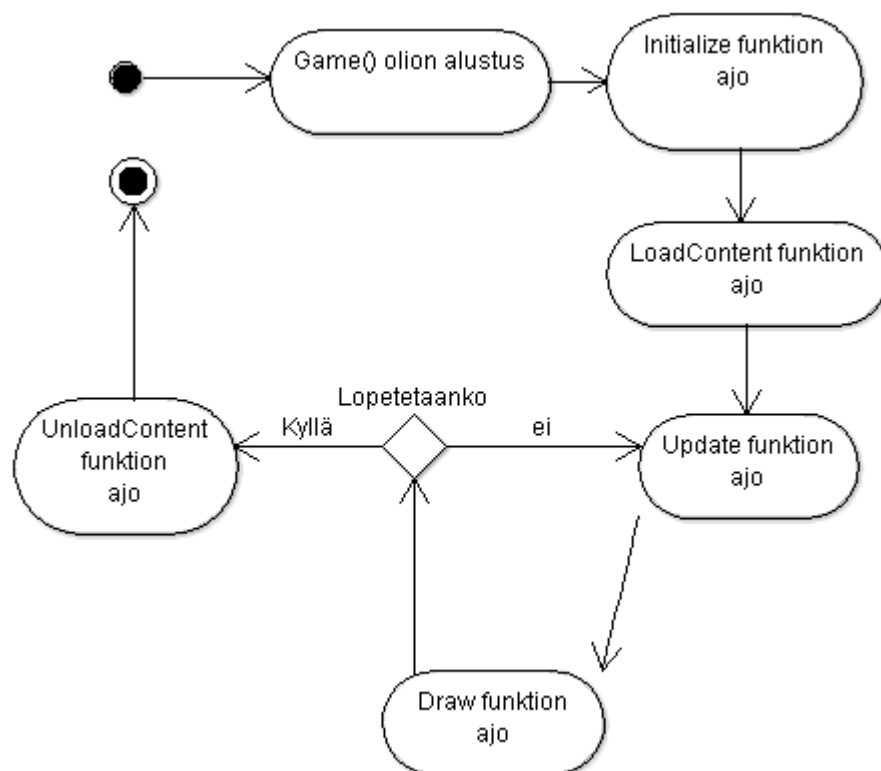 Game() olion alustus
Initialize funktion
ajo
LoadContent funktion
ajo
Update funktion
ajo
Draw funktion
ajo
Lopetetaanko
Kyllä
ei
UnloadContent
funktion
ajo